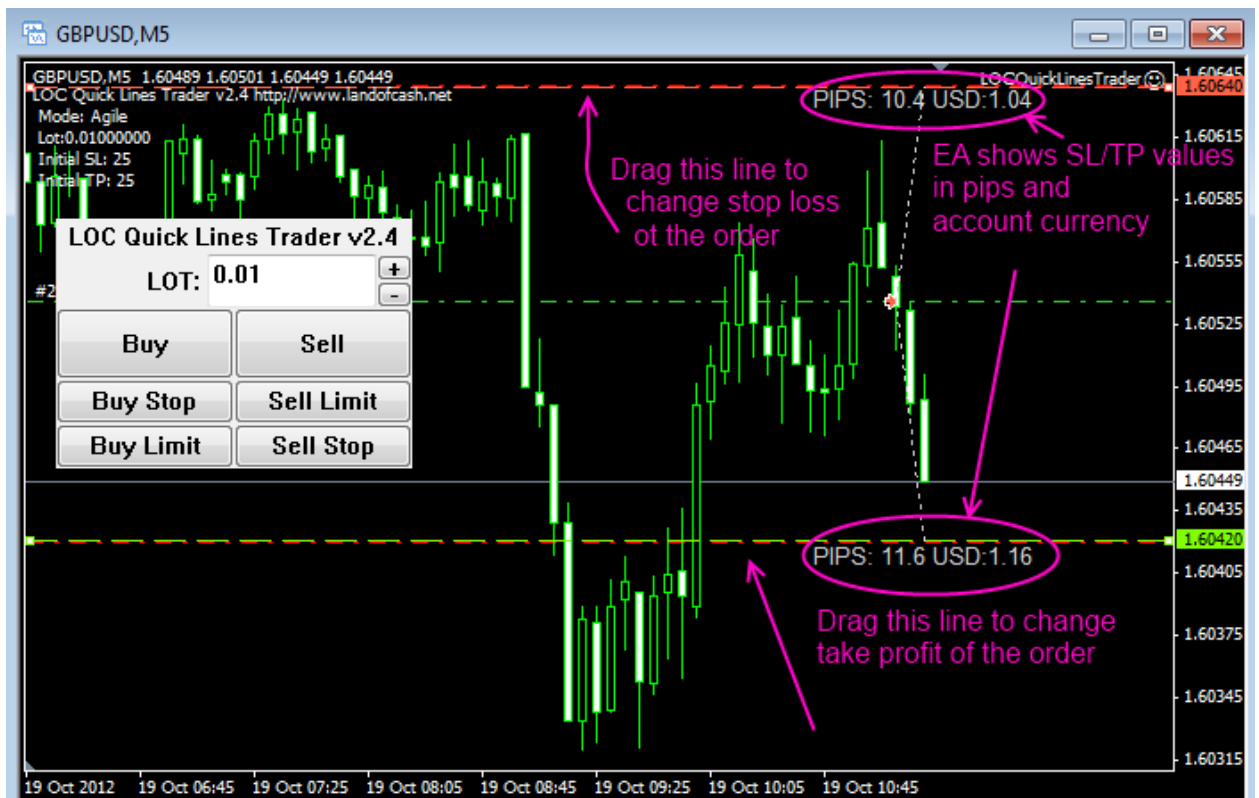 GBPUSD,M5
GBPUSD,M5 1.60489 1.60501 1.60449 1.60449
LOCQuickLinesTrader
LOC Quick Lines Trader v2.4 http://www.landofcash.net
Mode: Agile
Lot:0.01000000
Initial SL: 25
Initial TP: 25
PIPS: 10.4 USD:1.04
Drag this line to
change stop loss
ot the order
EA shows SL/TP values
in pips and
account currency
LOC Quick Lines Trader v2.4
LOT: 0.01
+
-
#2
Buy
Sell
Buy Stop
Sell Limit
Buy Limit
Sell Stop
PIPS: 11.6 USD:1.16
Drag this line to change
take profit of the order
1.60645
1.60640
1.60615
1.60585
1.60555
1.60525
1.60495
1.60465
1.60449
1.60435
1.60420
1.60405
1.60375
1.60345
1.60315
19 Oct 2012 19 Oct 06:45 19 Oct 07:25 19 Oct 08:05 19 Oct 08:45 19 Oct 09:25 19 Oct 10:05 19 Oct 10:45